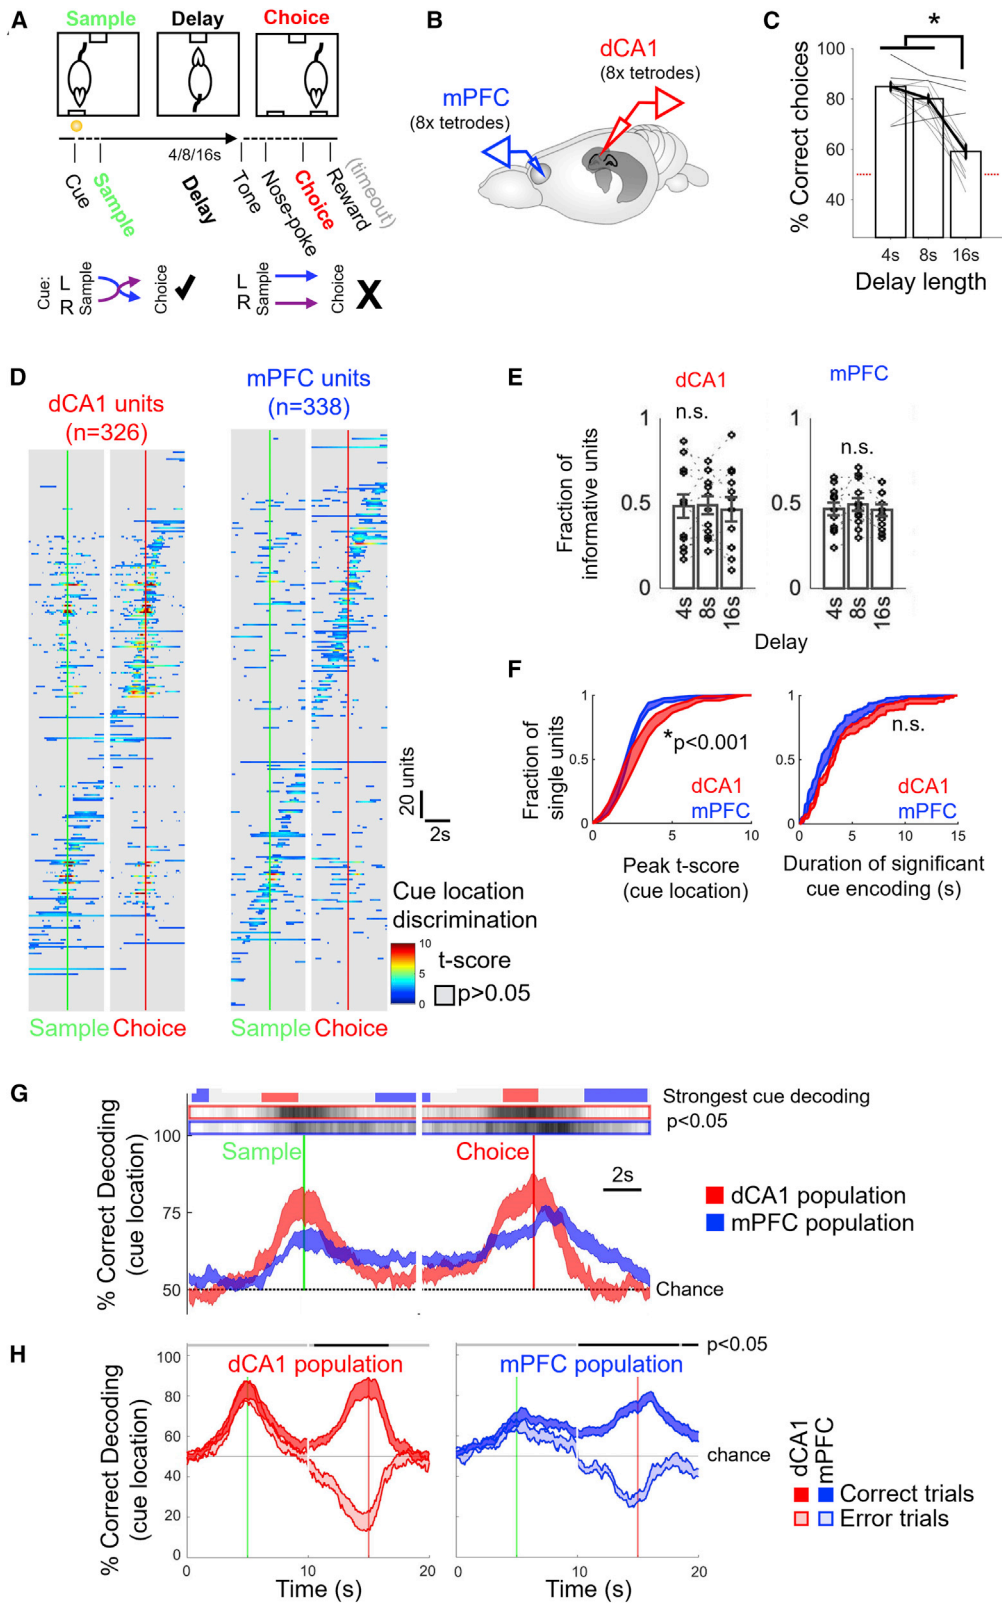 A
Sample
Delay
Choice
4/8/16s
Cue
Sample
Delay
Tone
Nose-poke
Choice
Reward
(timeout)
Cue:
L
R
Sample
Choice
L
R
Sample
Choice
X
B
dCA1
(8x tetrodes)
mPFC
(8x tetrodes)
C
*
% Correct choices
100
80
60
40
4s 8s 16s
Delay length
D
dCA1 units
(n=326)
mPFC units
(n=338)
20 units
2s
Cue location
discrimination
10
5
0
t-score
p>0.05
Sample Choice
Sample Choice
E
dCA1
mPFC
Fraction of
informative units
n.s.
1
0.5
0
4s 8s 16s
n.s.
1
0.5
0
4s 8s 16s
Delay
F
Fraction of
single units
1
0.5
0
0 5 10
*p<0.001
dCA1
mPFC
Peak t-score
(cue location)
1
0.5
0
0 5 10 15
n.s.
dCA1
mPFC
Duration of significant
cue encoding (s)
G
Strongest cue decoding
p<0.05
% Correct Decoding
(cue location)
100
75
50
Sample
Choice
2s
Chance
dCA1 population
mPFC population
H
p<0.05
% Correct Decoding
(cue location)
100
80
60
40
20
0
dCA1 population
0 10 20
Time (s)
mPFC population
0 10 20
Time (s)
chance
dCA1
mPFC
Correct trials
Error trials